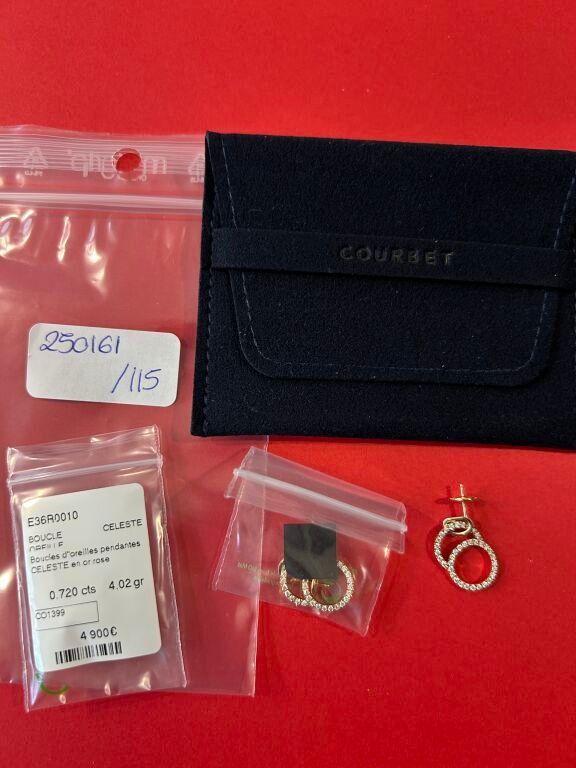 COURBET
250161
/115
E36R0010
BOUCLE CELESTE
OREILLE
Boucles d"oreilles pendantes
CELESTE en or rose
0.720 cts 4.02 gr
CO1399
4 900€